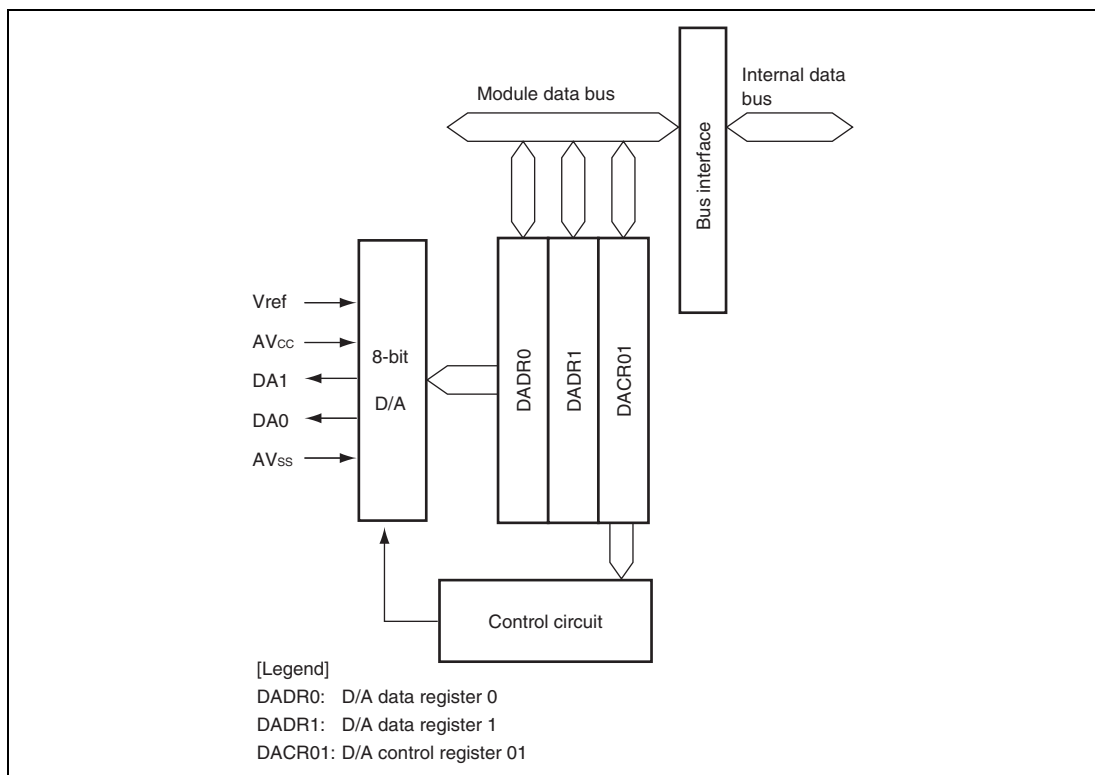 Module data bus
Internal data
bus
Bus interface
Vref
AVCC
DA1
DA0
AVSS
8-bit
D/A
DADR0
DADR1
DACR01
Control circuit
[Legend]
DADR0: D/A data register 0
DADR1: D/A data register 1
DACR01: D/A control register 01